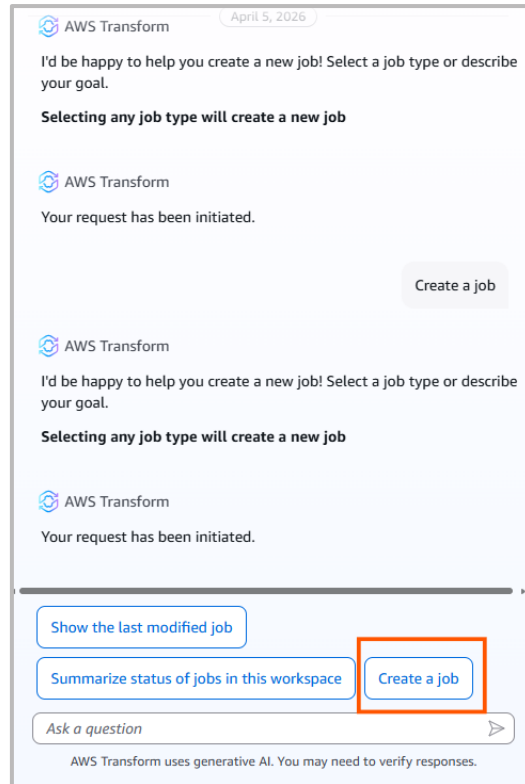 April 5, 2026
AWS Transform
I'd be happy to help you create a new job! Select a job type or describe
your goal.
Selecting any job type will create a new job
AWS Transform
Your request has been initiated.
Create a job
AWS Transform
I'd be happy to help you create a new job! Select a job type or describe
your goal.
Selecting any job type will create a new job
AWS Transform
Your request has been initiated.
Show the last modified job
Summarize status of jobs in this workspace
Create a job
Ask a question
AWS Transform uses generative AI. You may need to verify responses.